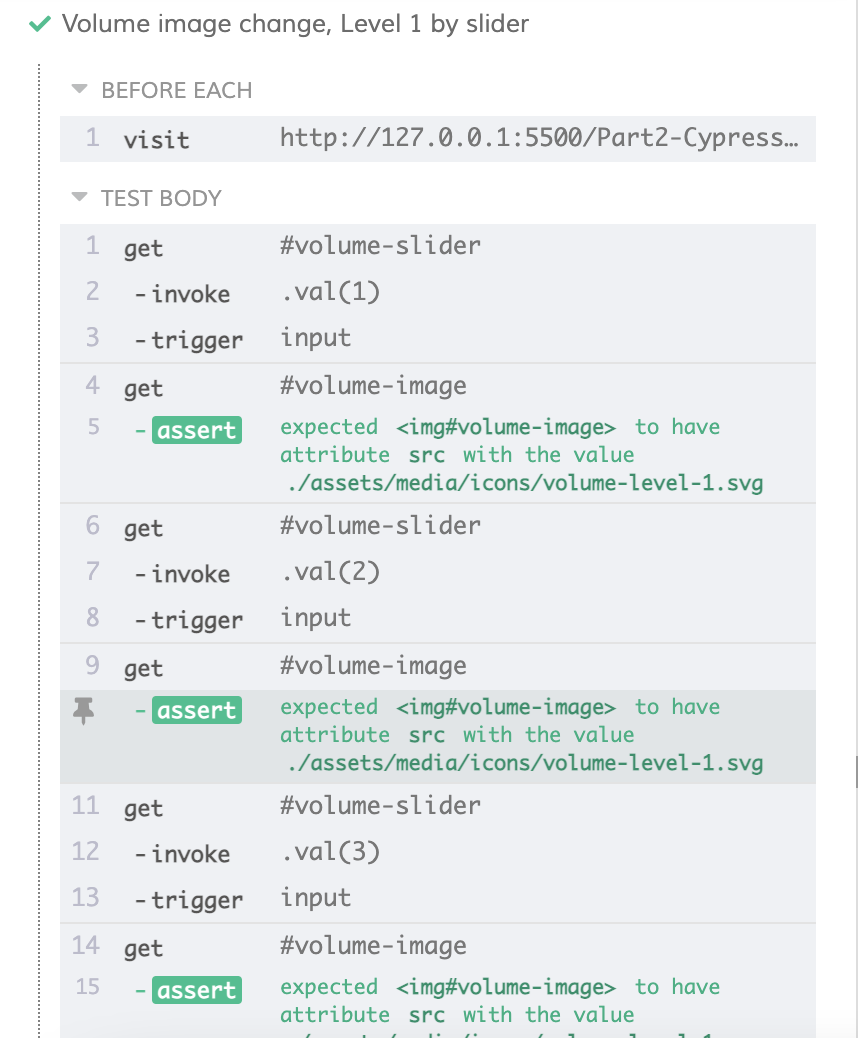 Volume image change, Level 1 by slider
BEFORE EACH
1 visit http://127.0.0.1:5500/Part2-Cypress…
TEST BODY
1 get #volume-slider
2 -invoke .val(1)
3 -trigger input
4 get #volume-image
5 -assert expected <img#volume-image> to have
attribute src with the value
./assets/media/icons/volume-level-1.svg
6 get #volume-slider
7 -invoke .val(2)
8 -trigger input
9 get #volume-image
-assert expected <img#volume-image> to have
attribute src with the value
./assets/media/icons/volume-level-1.svg
11 get #volume-slider
12 -invoke .val(3)
13 -trigger input
14 get #volume-image
15 -assert expected <img#volume-image> to have
attribute src with the value